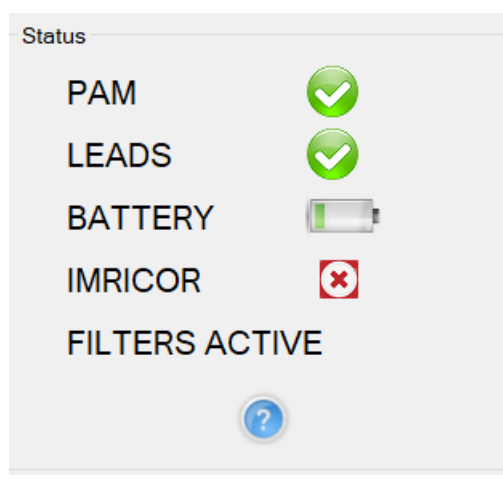 Status
PAM
LEADS
BATTERY
IMRICOR
FILTERS ACTIVE
?